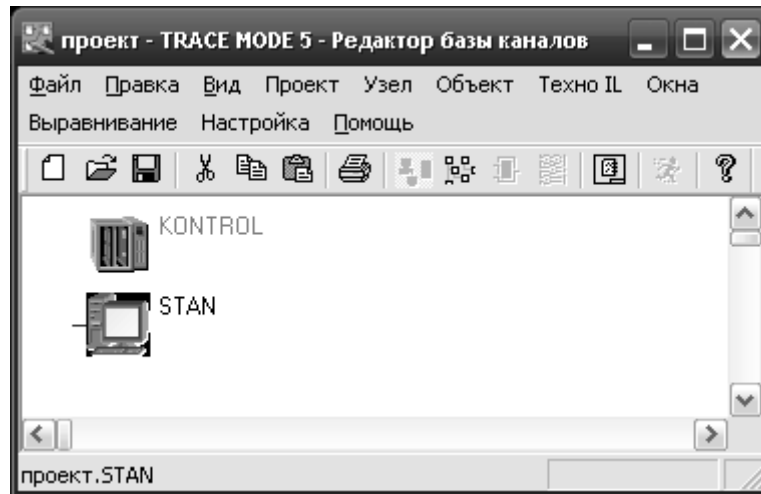 проект - TRACE MODE 5 - Редактор базы каналов
Файл Правка Вид Проект Узел Объект Техно IL Окна
Выравнивание Настройка Помощь
KONTROL
STAN
проект.STAN